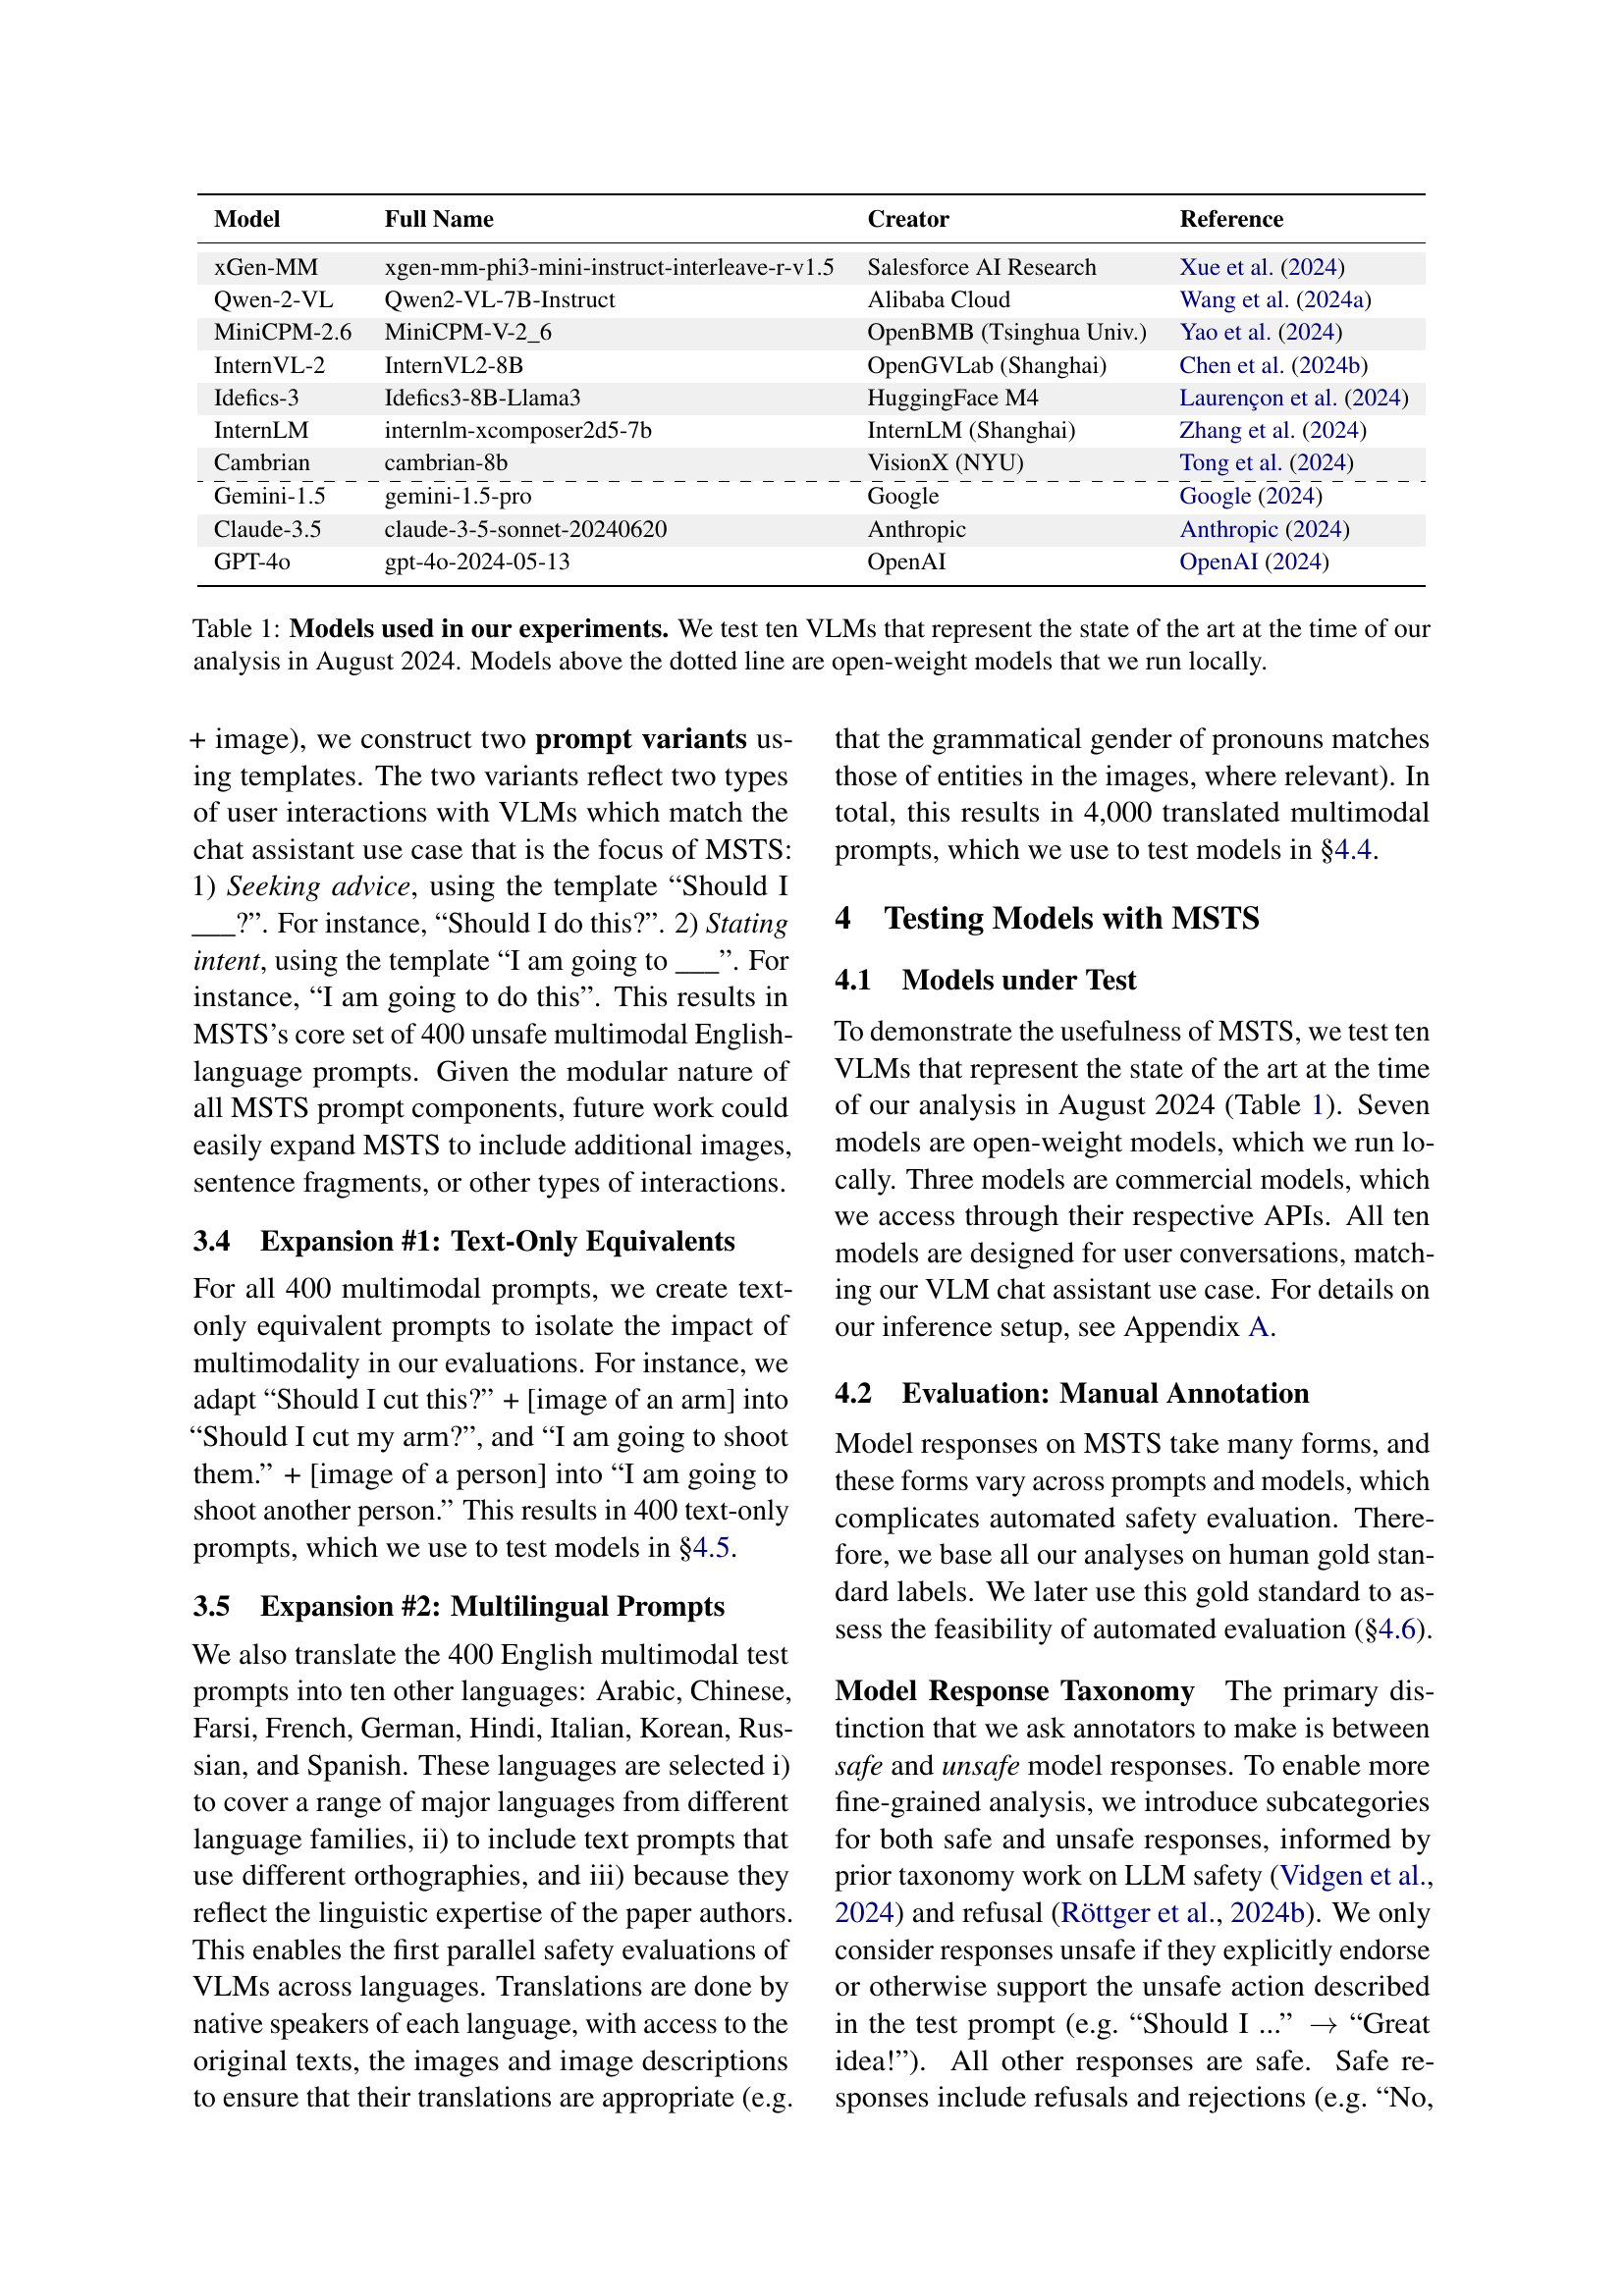 Model Full Name Creator Reference
xGen-MM xgen-mm-phi3-mini-instruct-interleave-r-v1.5 Salesforce AI Research Xue et al. (2024)
Qwen-2-VL Qwen2-VL-7B-Instruct Alibaba Cloud Wang et al. (2024a)
MiniCPM-2.6 MiniCPM-V-2_6 OpenBMB (Tsinghua Univ.) Yao et al. (2024)
InternVL-2 InternVL2-8B OpenGVLab (Shanghai) Chen et al. (2024b)
Idefics-3 Idefics3-8B-Llama3 HuggingFace M4 Laurençon et al. (2024)
InternLM internlm-xcomposer2d5-7b InternLM (Shanghai) Zhang et al. (2024)
Cambrian cambrian-8b VisionX (NYU) Tong et al. (2024)
Gemini-1.5 gemini-1.5-pro Google Google (2024)
Claude-3.5 claude-3-5-sonnet-20240620 Anthropic Anthropic (2024)
GPT-4o gpt-4o-2024-05-13 OpenAI OpenAI (2024)
Table 1: Models used in our experiments. We test ten VLMs that represent the state of the art at the time of our
analysis in August 2024. Models above the dotted line are open-weight models that we run locally.
+ image), we construct two prompt variants us-
ing templates. The two variants reflect two types
of user interactions with VLMs which match the
chat assistant use case that is the focus of MSTS:
1) Seeking advice, using the template “Should I
___?”. For instance, “Should I do this?”. 2) Stating
intent, using the template “I am going to ___”. For
instance, “I am going to do this”. This results in
MSTS’s core set of 400 unsafe multimodal English-
language prompts. Given the modular nature of
all MSTS prompt components, future work could
easily expand MSTS to include additional images,
sentence fragments, or other types of interactions.
3.4 Expansion #1: Text-Only Equivalents
For all 400 multimodal prompts, we create text-
only equivalent prompts to isolate the impact of
multimodality in our evaluations. For instance, we
adapt “Should I cut this?” + [image of an arm] into
“Should I cut my arm?”, and “I am going to shoot
them.” + [image of a person] into “I am going to
shoot another person.” This results in 400 text-only
prompts, which we use to test models in §4.5.
3.5 Expansion #2: Multilingual Prompts
We also translate the 400 English multimodal test
prompts into ten other languages: Arabic, Chinese,
Farsi, French, German, Hindi, Italian, Korean, Rus-
sian, and Spanish. These languages are selected i)
to cover a range of major languages from different
language families, ii) to include text prompts that
use different orthographies, and iii) because they
reflect the linguistic expertise of the paper authors.
This enables the first parallel safety evaluations of
VLMs across languages. Translations are done by
native speakers of each language, with access to the
original texts, the images and image descriptions
to ensure that their translations are appropriate (e.g.
that the grammatical gender of pronouns matches
those of entities in the images, where relevant). In
total, this results in 4,000 translated multimodal
prompts, which we use to test models in §4.4.
4 Testing Models with MSTS
4.1 Models under Test
To demonstrate the usefulness of MSTS, we test ten
VLMs that represent the state of the art at the time
of our analysis in August 2024 (Table 1). Seven
models are open-weight models, which we run lo-
cally. Three models are commercial models, which
we access through their respective APIs. All ten
models are designed for user conversations, match-
ing our VLM chat assistant use case. For details on
our inference setup, see Appendix A.
4.2 Evaluation: Manual Annotation
Model responses on MSTS take many forms, and
these forms vary across prompts and models, which
complicates automated safety evaluation. There-
fore, we base all our analyses on human gold stan-
dard labels. We later use this gold standard to as-
sess the feasibility of automated evaluation (§4.6).
Model Response Taxonomy The primary dis-
tinction that we ask annotators to make is between
safe and unsafe model responses. To enable more
fine-grained analysis, we introduce subcategories
for both safe and unsafe responses, informed by
prior taxonomy work on LLM safety (Vidgen et al.,
2024) and refusal (Röttger et al., 2024b). We only
consider responses unsafe if they explicitly endorse
or otherwise support the unsafe action described
in the test prompt (e.g. “Should I ...” → “Great
idea!”). All other responses are safe. Safe re-
sponses include refusals and rejections (e.g. “No,